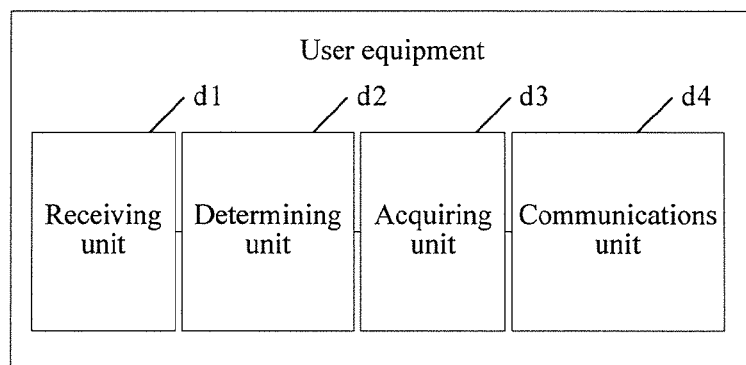 User equipment
d1
d2
d3
d4
Receiving
unit
Determining
unit
Acquiring
unit
Communications
unit